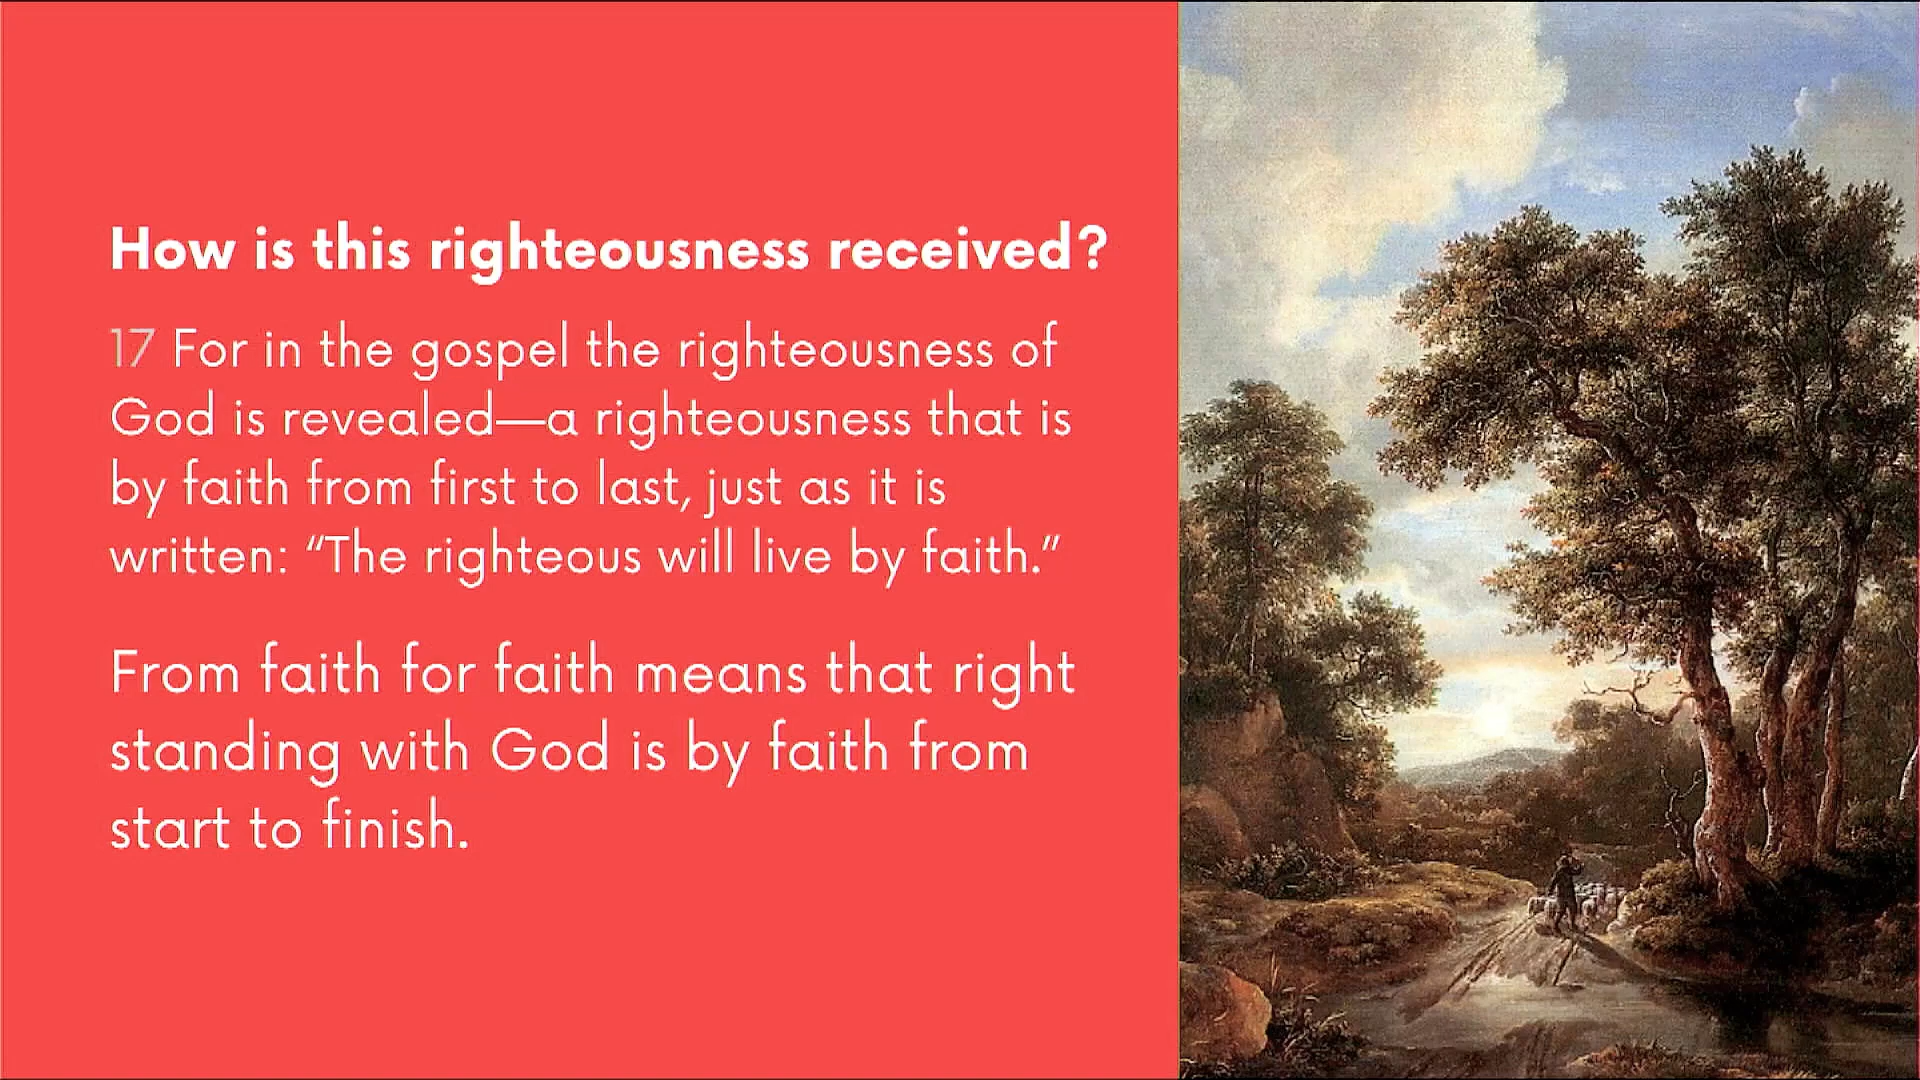 How is this righteousness received?
17 For in the gospel the righteousness of
God is revealed—a righteousness that is
by faith from first to last, just as it is
written: “The righteous will live by faith.”
From faith for faith means that right
standing with God is by faith from
start to finish.